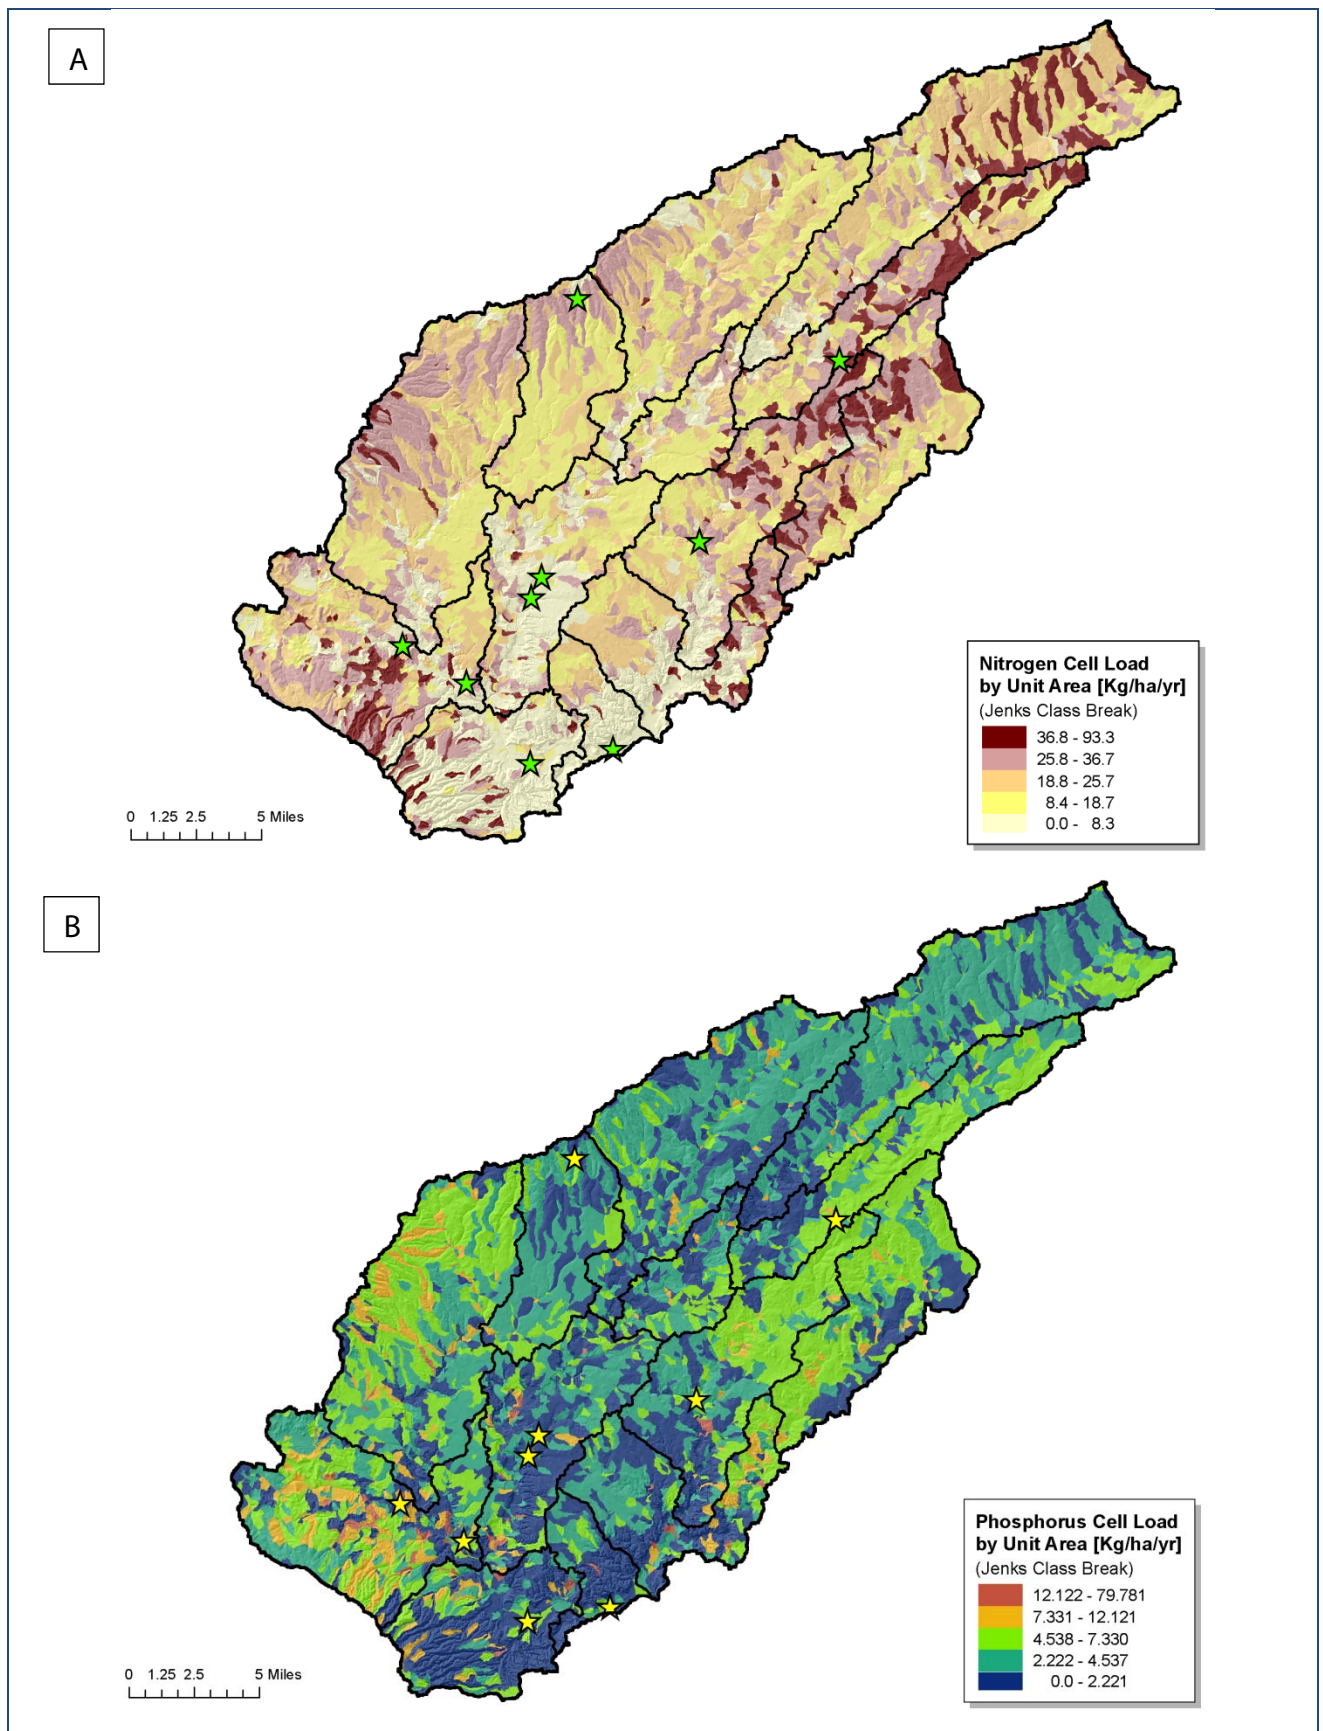 A
Nitrogen Cell Load
by Unit Area [Kg/ha/yr]
(Jenks Class Break)
36.8 - 93.3
25.8 - 36.7
18.8 - 25.7
8.4 - 18.7
0.0 - 8.3
0 1.25 2.5 5 Miles
B
Phosphorus Cell Load
by Unit Area [Kg/ha/yr]
(Jenks Class Break)
12.122 - 79.781
7.331 - 12.121
4.538 - 7.330
2.222 - 4.537
0.0 - 2.221
0 1.25 2.5 5 Miles